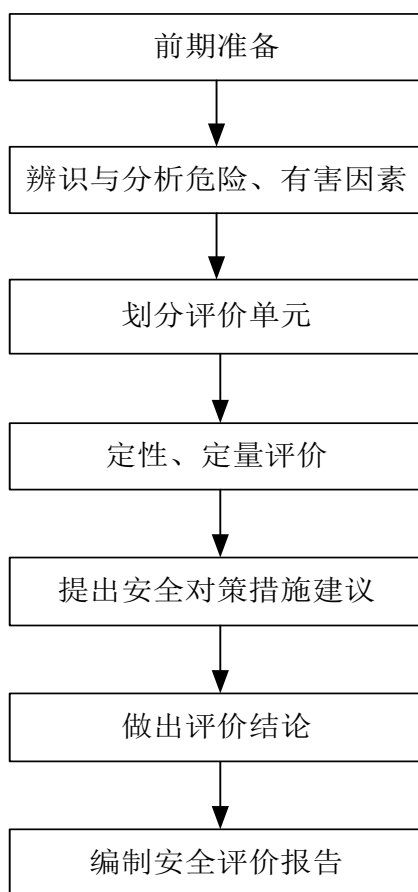 前期准备
辨识与分析危险、有害因素
划分评价单元
定性、定量评价
提出安全对策措施建议
做出评价结论
编制安全评价报告